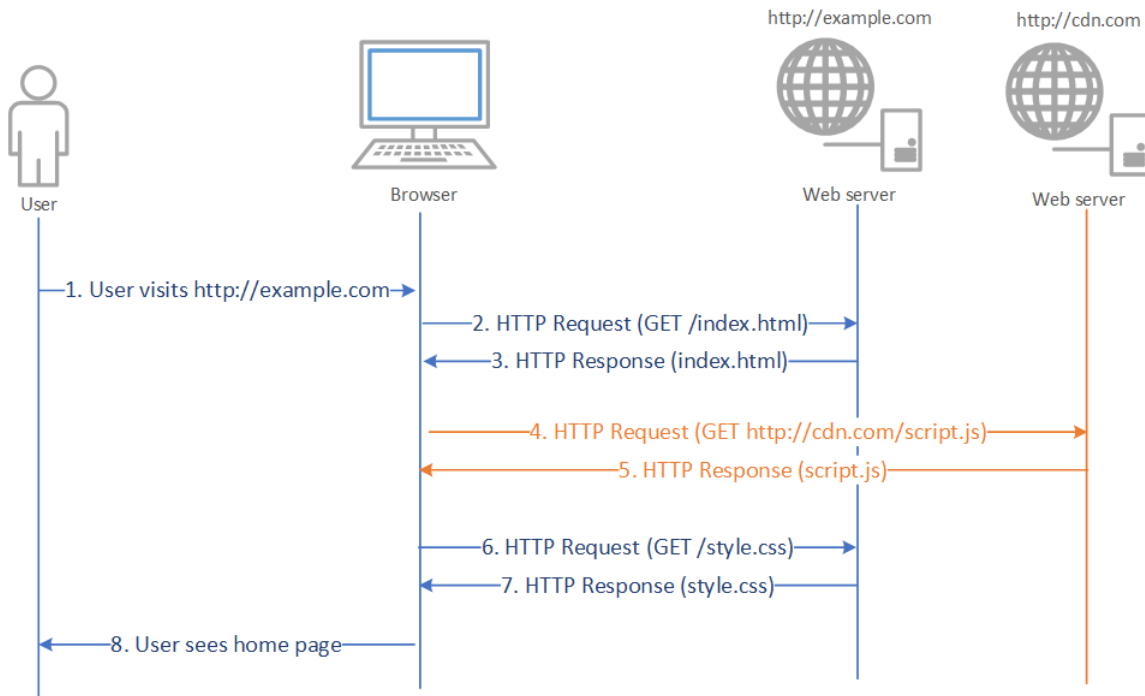 http://example.com
http://cdn.com
User
Browser
Web server
Web server
1. User visits http://example.com
2. HTTP Request (GET /index.html)
3. HTTP Response (index.html)
4. HTTP Request (GET http://cdn.com/script.js)
5. HTTP Response (script.js)
6. HTTP Request (GET /style.css)
7. HTTP Response (style.css)
8. User sees home page